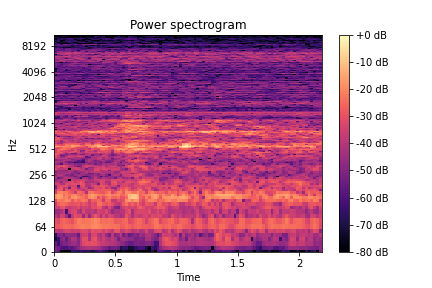 Power spectrogram
8192
4096
2048
1024
512
256
128
64
0
Hz
0
0.5
1
1.5
2
Time
+0 dB
-10 dB
-20 dB
-30 dB
-40 dB
-50 dB
-60 dB
-70 dB
-80 dB